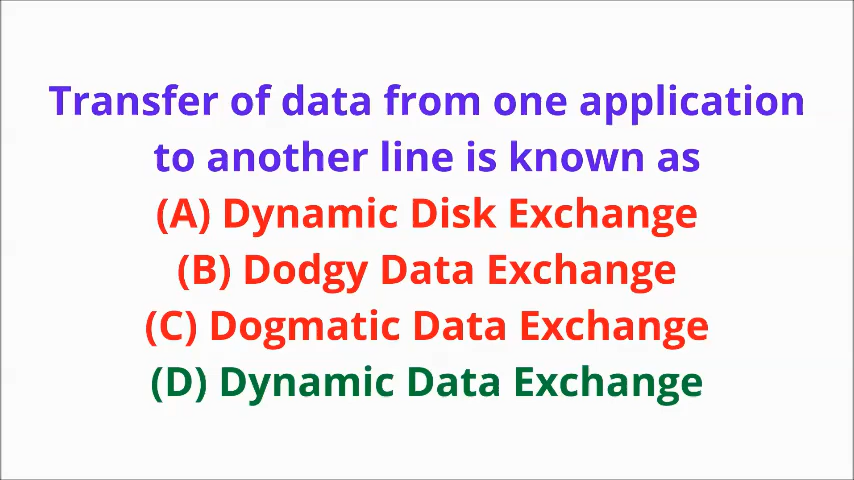 Transfer of data from one application
to another line is known as
(A) Dynamic Disk Exchange
(B) Dodgy Data Exchange
(C) Dogmatic Data Exchange
(D) Dynamic Data Exchange